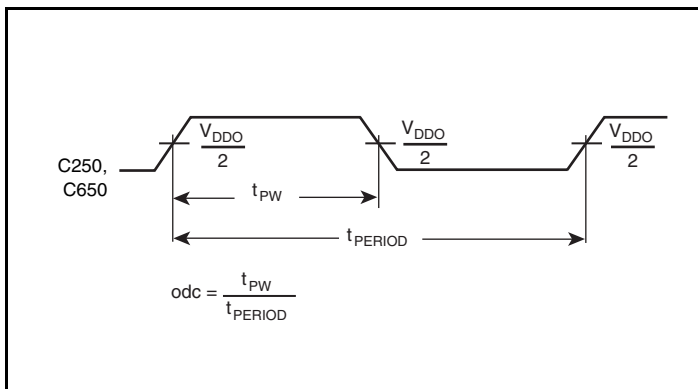 V_DDO V_DDO V_DDO
2 2 2
C250,
C650
t_PW
t_PERIOD
odc = t_PW
t_PERIOD